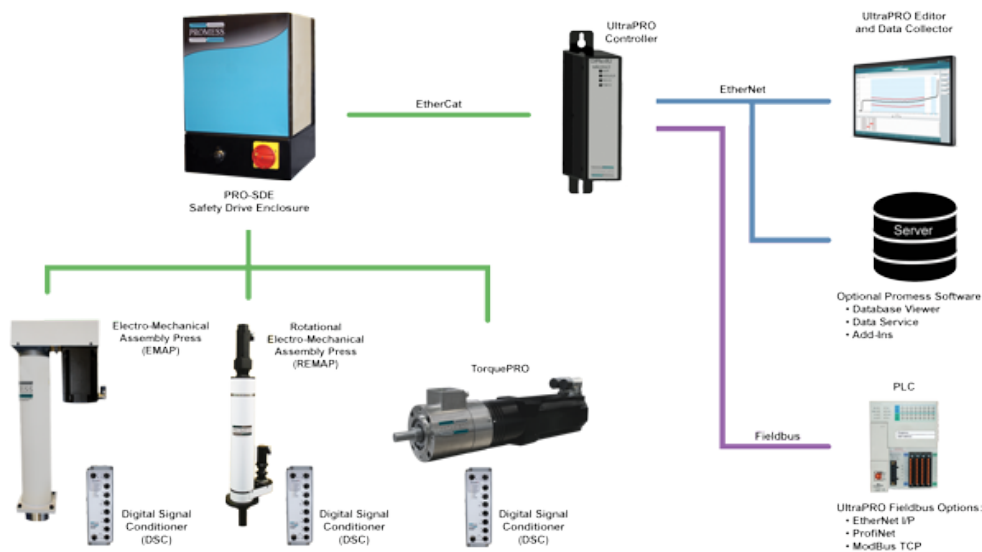 PROMESS
UltraPRO
Controller
UltraPRO Editor
and Data Collector
EtherCat
EtherNet
PRO-SDE
Safety Drive Enclosure
Server
Optional Promess Software
• Database Viewer
• Data Service
• Add-Ins
Electro-Mechanical
Assembly Press
(EMAP)
Rotational
Electro-Mechanical
Assembly Press
(REMAP)
TorquePRO
PLC
Fieldbus
Digital Signal
Conditioner
(DSC)
Digital Signal
Conditioner
(DSC)
Digital Signal
Conditioner
(DSC)
UltraPRO Fieldbus Options:
• EtherNet I/P
• ProfiNet
• ModBus TCP